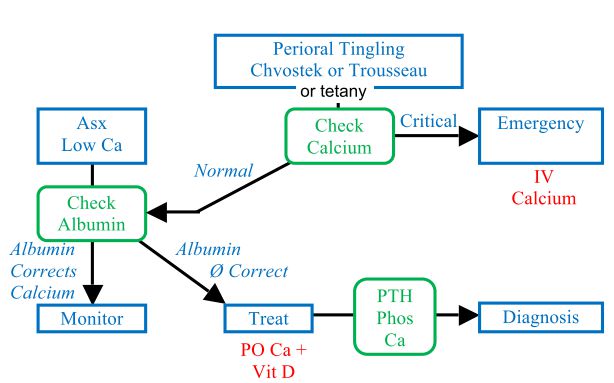 Perioral Tingling
Chvostek or Trousseau
or tetany
Asx
Low Ca
Check
Calcium
Critical
Emergency
IV
Calcium
Normal
Check
Albumin
Albumin
Corrects
Calcium
Albumin
Ø Correct
Monitor
Treat
PO Ca +
Vit D
PTH
Phos
Ca
Diagnosis